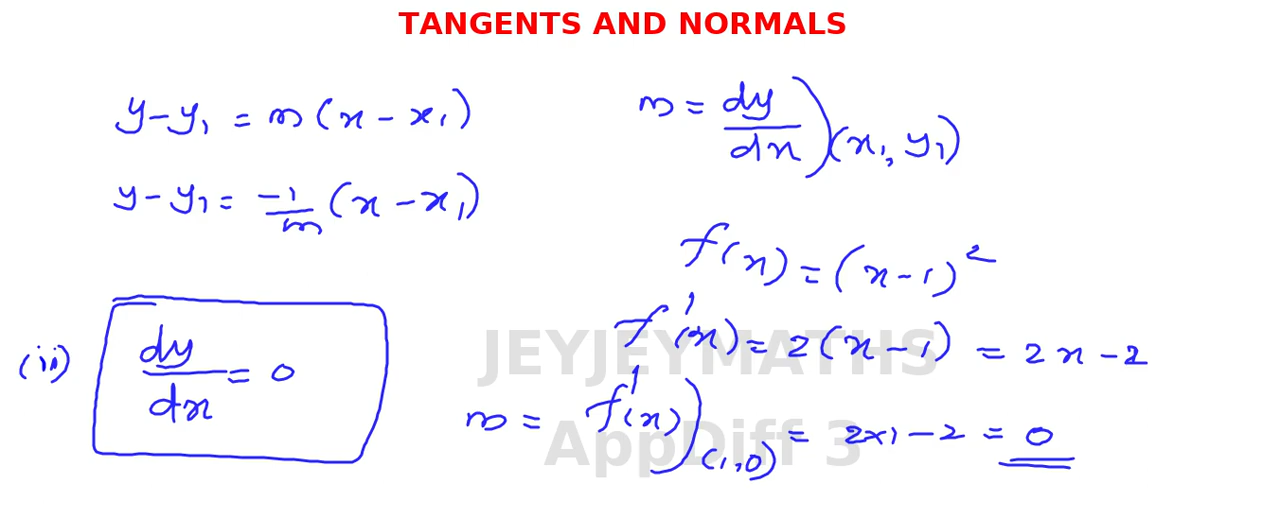 TANGENTS AND NORMALS
y-y₁ = m(x-x₁)
m = dy/dx)(x₁, y₁)
y-y₁ = -1/m (x-x₁)
f(x) = (x-1)²
JEYJEYMATHS
f'(x) = 2(x-1) = 2x-2
(ii) dy/dx = 0
AppDiff 3
m = f'(x))(1,0) = 2×1-2 = 0